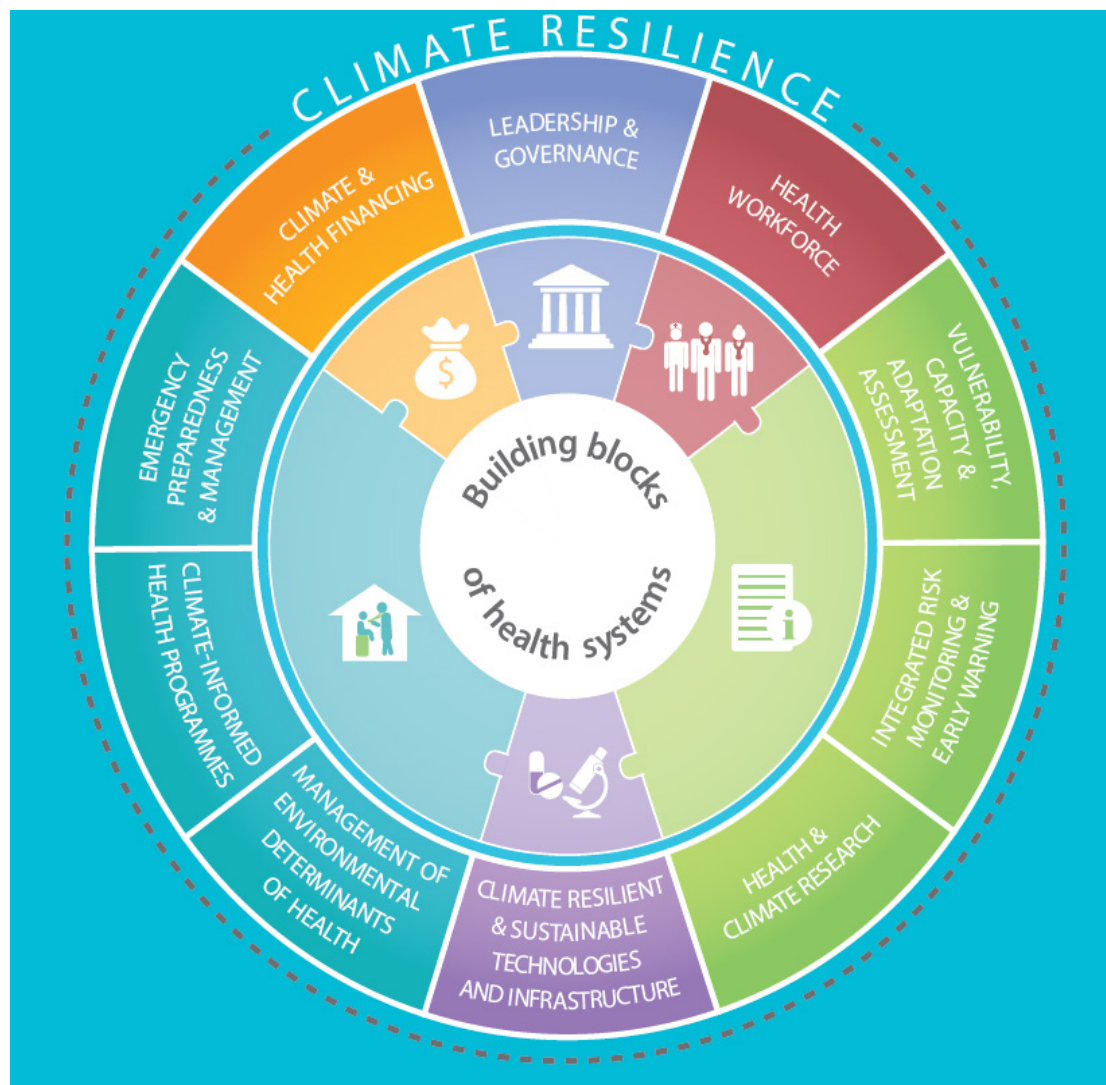 CLIMATE RESILIENCE
LEADERSHIP &
GOVERNANCE
HEALTH
WORKFORCE
VULNERABILITY,
CAPACITY &
ADAPTATION
ASSESSMENT
INTEGRATED RISK
MONITORING &
EARLY WARNING
HEALTH &
CLIMATE RESEARCH
CLIMATE RESILIENT
& SUSTAINABLE
TECHNOLOGIES
AND INFRASTRUCTURE
MANAGEMENT OF
ENVIRONMENTAL
DETERMINANTS
OF HEALTH
CLIMATE-INFORMED
HEALTH PROGRAMMES
EMERGENCY
PREPAREDNESS
& MANAGEMENT
CLIMATE &
HEALTH FINANCING
$
i
Building blocks
of health systems